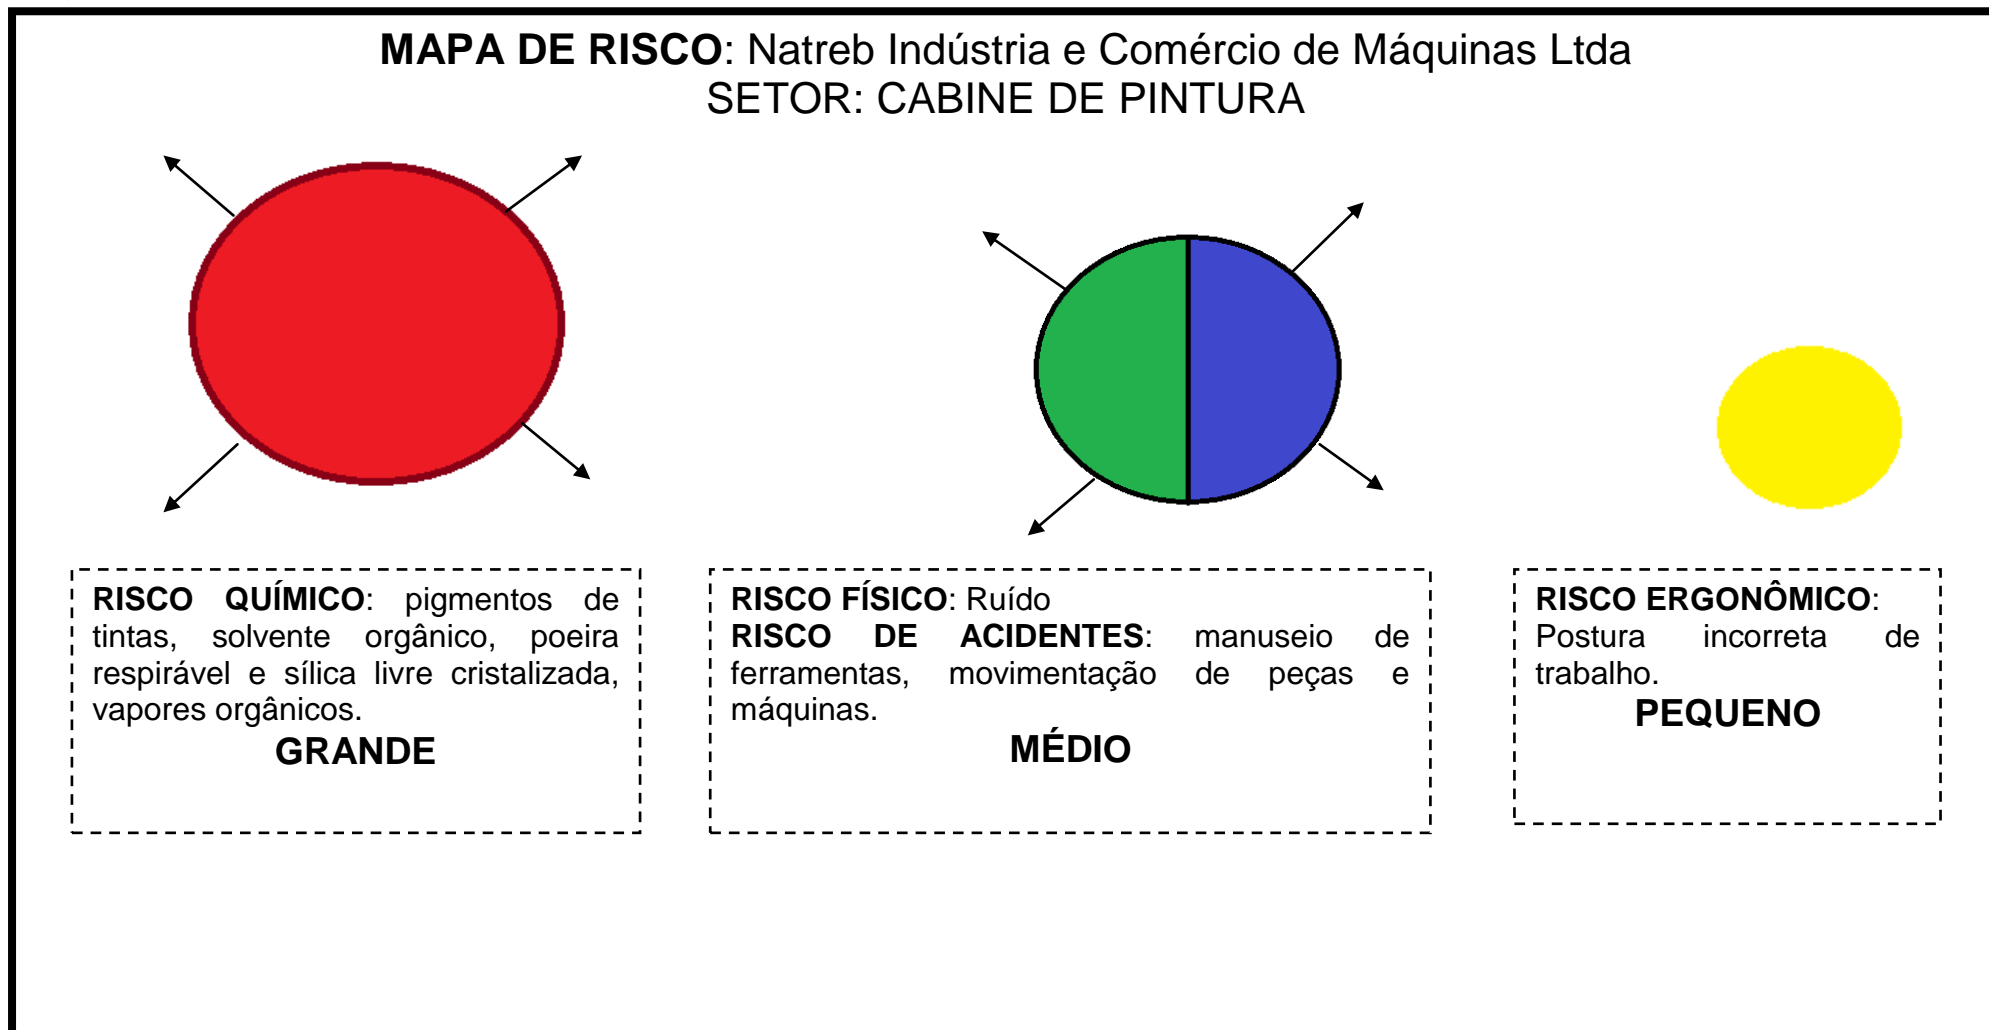 MAPA DE RISCO: Natreb Indústria e Comércio de Máquinas Ltda
SETOR: CABINE DE PINTURA
RISCO QUÍMICO: pigmentos de
tintas, solvente orgânico, poeira
respirável e sílica livre cristalizada,
vapores orgânicos.
GRANDE
RISCO FÍSICO: Ruído
RISCO DE ACIDENTES: manuseio de
ferramentas, movimentação de peças e
máquinas.
MÉDIO
RISCO ERGONÔMICO:
Postura incorreta de
trabalho.
PEQUENO